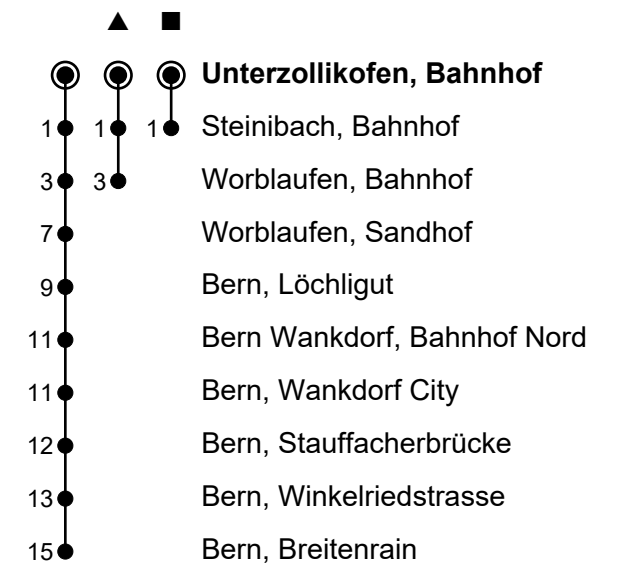 ▲ ■
Unterzollikofen, Bahnhof
1 1 1 Steinibach, Bahnhof
3 3 Worblaufen, Bahnhof
7 Worblaufen, Sandhof
9 Bern, Löchligut
11 Bern Wankdorf, Bahnhof Nord
11 Bern, Wankdorf City
12 Bern, Stauffacherbrücke
13 Bern, Winkelriedstrasse
15 Bern, Breitenrain